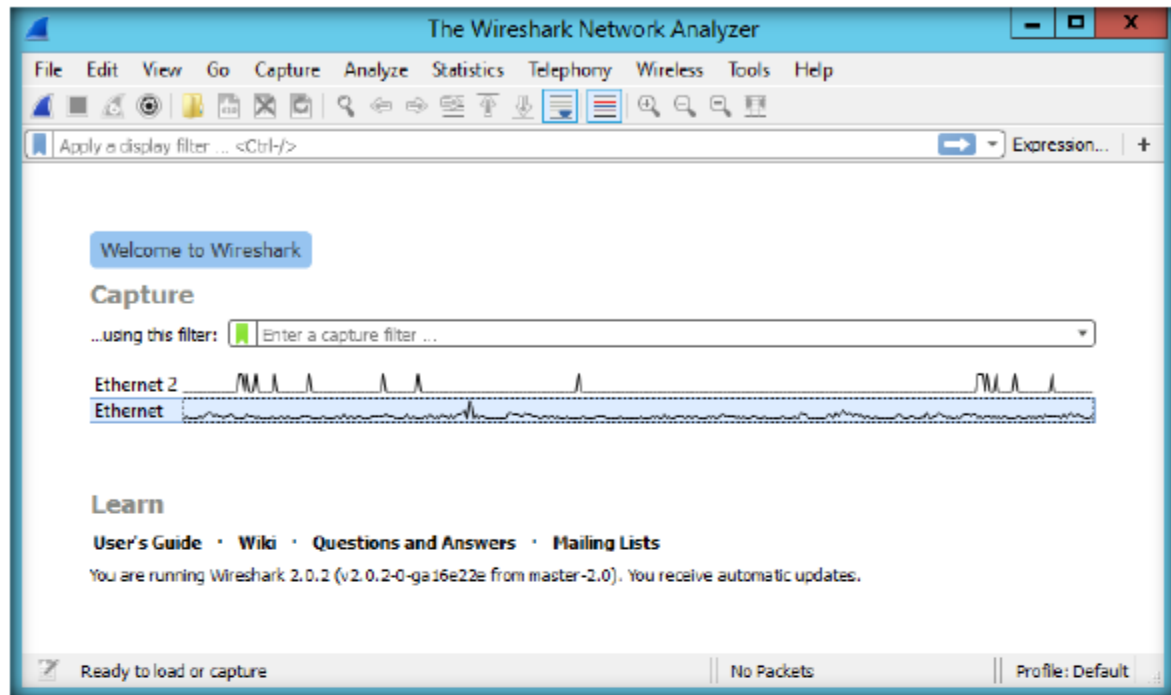 The Wireshark Network Analyzer
File Edit View Go Capture Analyze Statistics Telephony Wireless Tools Help
Apply a display filter ... <Ctrl-/> Expression... +
Welcome to Wireshark
Capture
...using this filter: Enter a capture filter ...
Ethernet 2
Ethernet
Learn
User's Guide · Wiki · Questions and Answers · Mailing Lists
You are running Wireshark 2.0.2 (v2.0.2-0-ga16e22e from master-2.0). You receive automatic updates.
Ready to load or capture No Packets Profile: Default